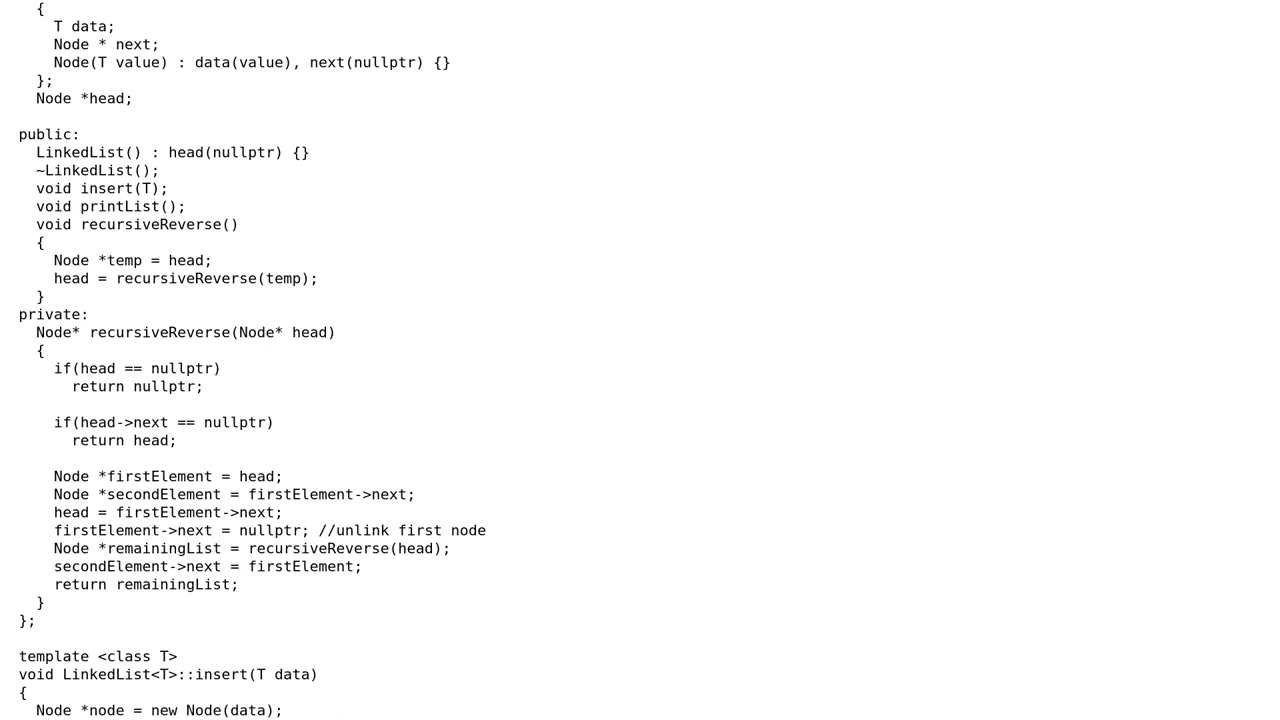 {
T data;
Node * next;
Node(T value) : data(value), next(nullptr) {}
};
Node *head;
public:
LinkedList() : head(nullptr) {}
~LinkedList();
void insert(T);
void printList();
void recursiveReverse()
{
Node *temp = head;
head = recursiveReverse(temp);
}
private:
Node* recursiveReverse(Node* head)
{
if(head == nullptr)
return nullptr;
if(head->next == nullptr)
return head;
Node *firstElement = head;
Node *secondElement = firstElement->next;
head = firstElement->next;
firstElement->next = nullptr; //unlink first node
Node *remainingList = recursiveReverse(head);
secondElement->next = firstElement;
return remainingList;
}
};
template <class T>
void LinkedList<T>::insert(T data)
{
Node *node = new Node(data);